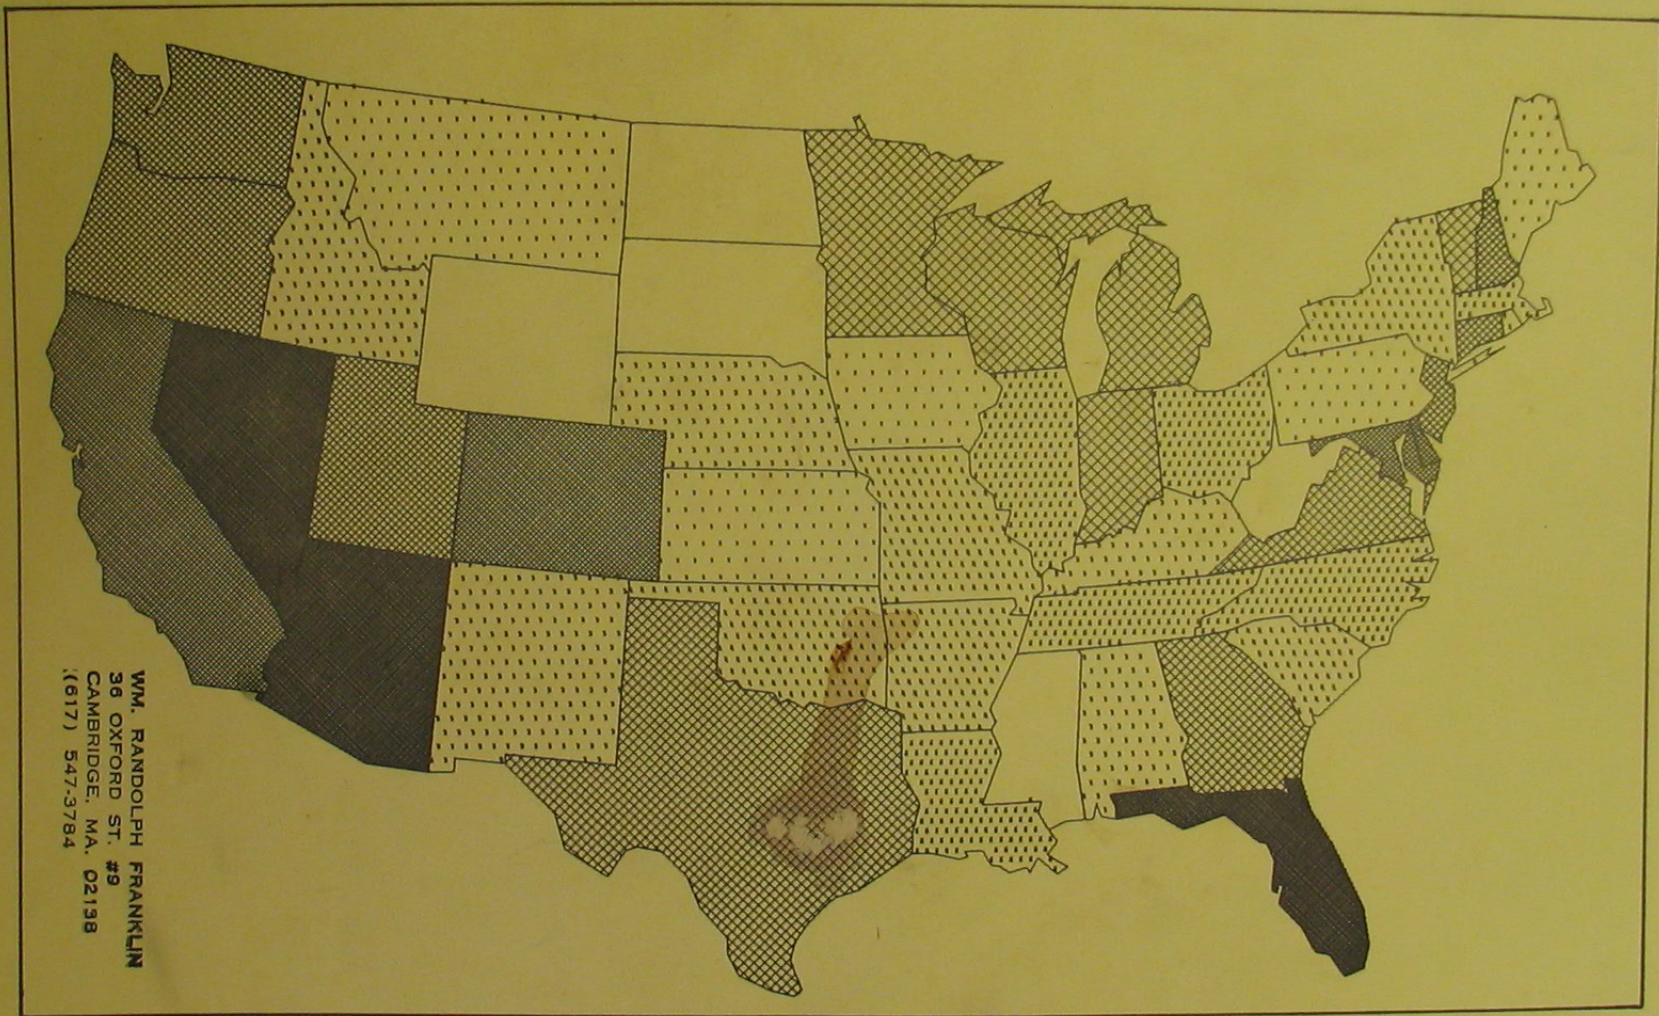 WM. RANDOLPH FRANKLIN
36 OXFORD ST. #9
CAMBRIDGE, MA. 02138
(617) 547-3784